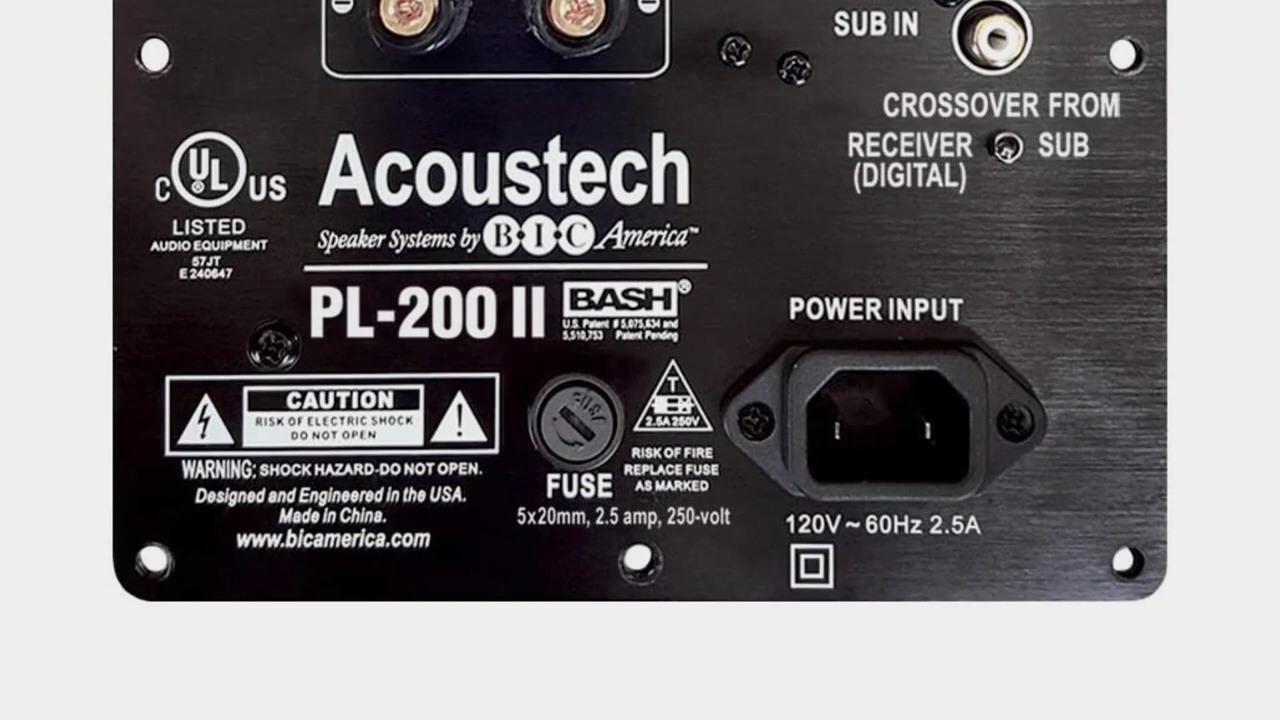 SUB IN
CROSSOVER FROM
RECEIVER SUB
(DIGITAL)
C UL ® US
LISTED
AUDIO EQUIPMENT
57JT
E 240647
Acoustech
Speaker Systems by B·I·C America™
PL-200 II BASH®
U.S. Patent # 5,075,634 and
5,510,753 Patent Pending
POWER INPUT
CAUTION
RISK OF ELECTRIC SHOCK
DO NOT OPEN
WARNING: SHOCK HAZARD-DO NOT OPEN.
Designed and Engineered in the USA.
Made in China.
www.bicamerica.com
T
2.5A 250V
RISK OF FIRE
REPLACE FUSE
AS MARKED
FUSE
5x20mm, 2.5 amp, 250-volt
120V ~ 60Hz 2.5A